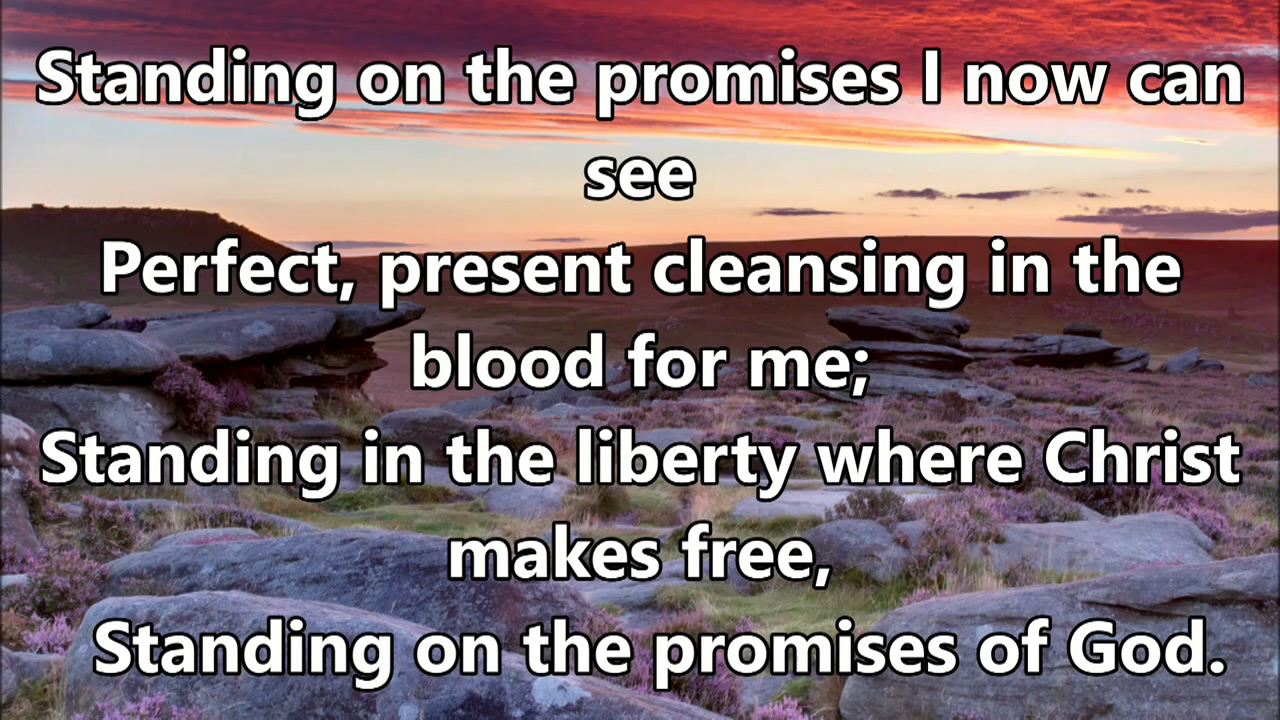 Standing on the promises I now can
see
Perfect, present cleansing in the
blood for me;
Standing in the liberty where Christ
makes free,
Standing on the promises of God.